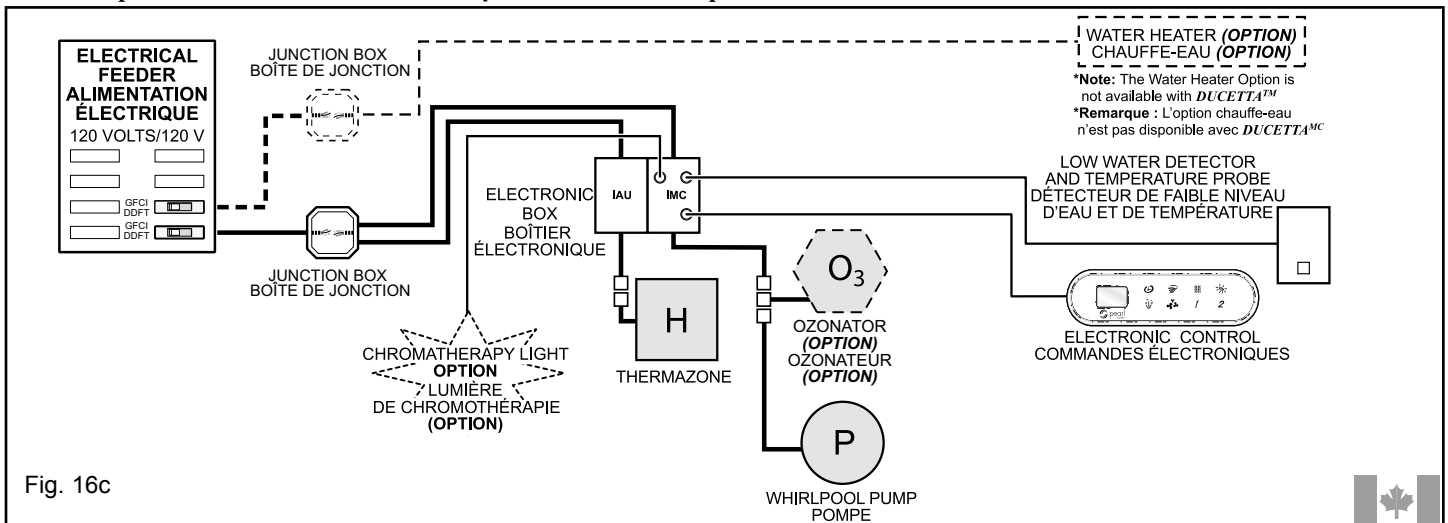 ELECTRICAL
FEEDER
ALIMENTATION
ÉLECTRIQUE
120 VOLTS/120 V
GFCI
DDFT
GFCI
DDFT
JUNCTION BOX
BOÎTE DE JONCTION
JUNCTION BOX
BOÎTE DE JONCTION
WATER HEATER (OPTION)
CHAUFFE-EAU (OPTION)
*Note: The Water Heater Option is
not available with DUCETTA™
*Remarque : L'option chauffe-eau
n'est pas disponible avec DUCETTAMC
ELECTRONIC
BOX
BOÎTIER
ÉLECTRONIQUE
IAU
IMC
LOW WATER DETECTOR
AND TEMPERATURE PROBE
DÉTECTEUR DE FAIBLE NIVEAU
D'EAU ET DE TEMPÉRATURE
pearl
1
2
ELECTRONIC CONTROL
COMMANDES ÉLECTRONIQUES
CHROMATHERAPY LIGHT
OPTION
LUMIÈRE
DE CHROMOTHÉRAPIE
(OPTION)
H
THERMAZONE
O3
OZONATOR
(OPTION)
OZONATEUR
(OPTION)
P
WHIRLPOOL PUMP
POMPE
Fig. 16c